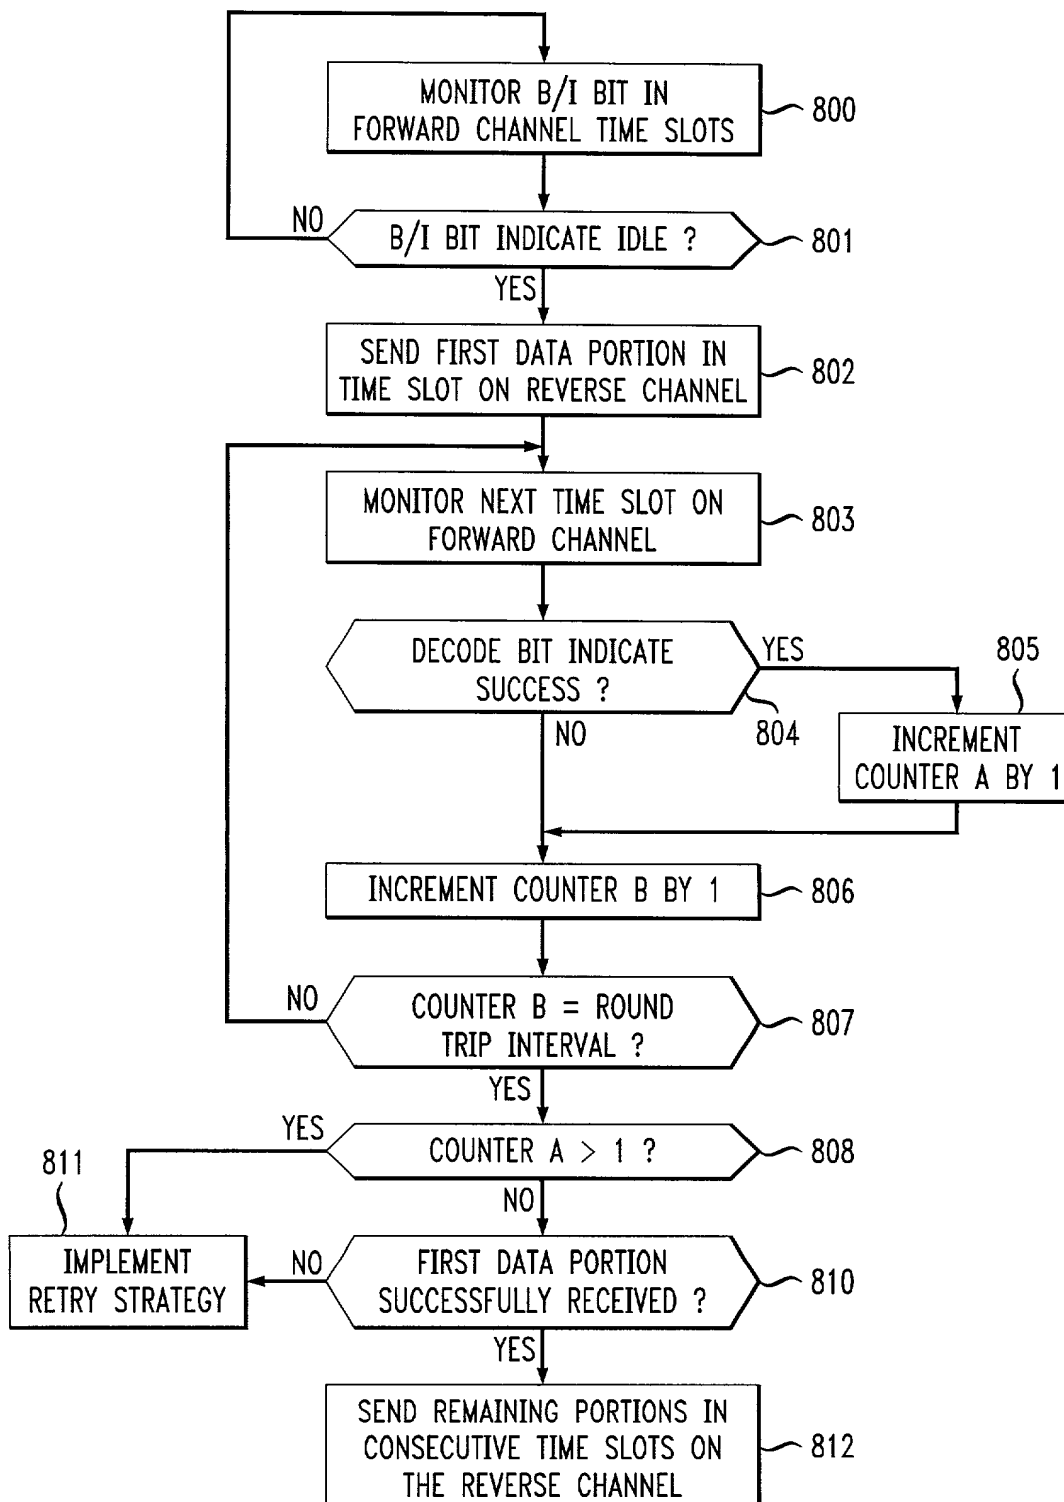 MONITOR B/I BIT IN
FORWARD CHANNEL TIME SLOTS
800
NO
B/I BIT INDICATE IDLE ?
801
YES
SEND FIRST DATA PORTION IN
TIME SLOT ON REVERSE CHANNEL
802
MONITOR NEXT TIME SLOT ON
FORWARD CHANNEL
803
DECODE BIT INDICATE
SUCCESS ?
YES
804
NO
805
INCREMENT
COUNTER A BY 1
INCREMENT COUNTER B BY 1
806
NO
COUNTER B = ROUND
TRIP INTERVAL ?
807
YES
YES
COUNTER A > 1 ?
808
811
NO
IMPLEMENT
RETRY STRATEGY
NO
FIRST DATA PORTION
SUCCESSFULLY RECEIVED ?
810
YES
SEND REMAINING PORTIONS IN
CONSECUTIVE TIME SLOTS ON
THE REVERSE CHANNEL
812